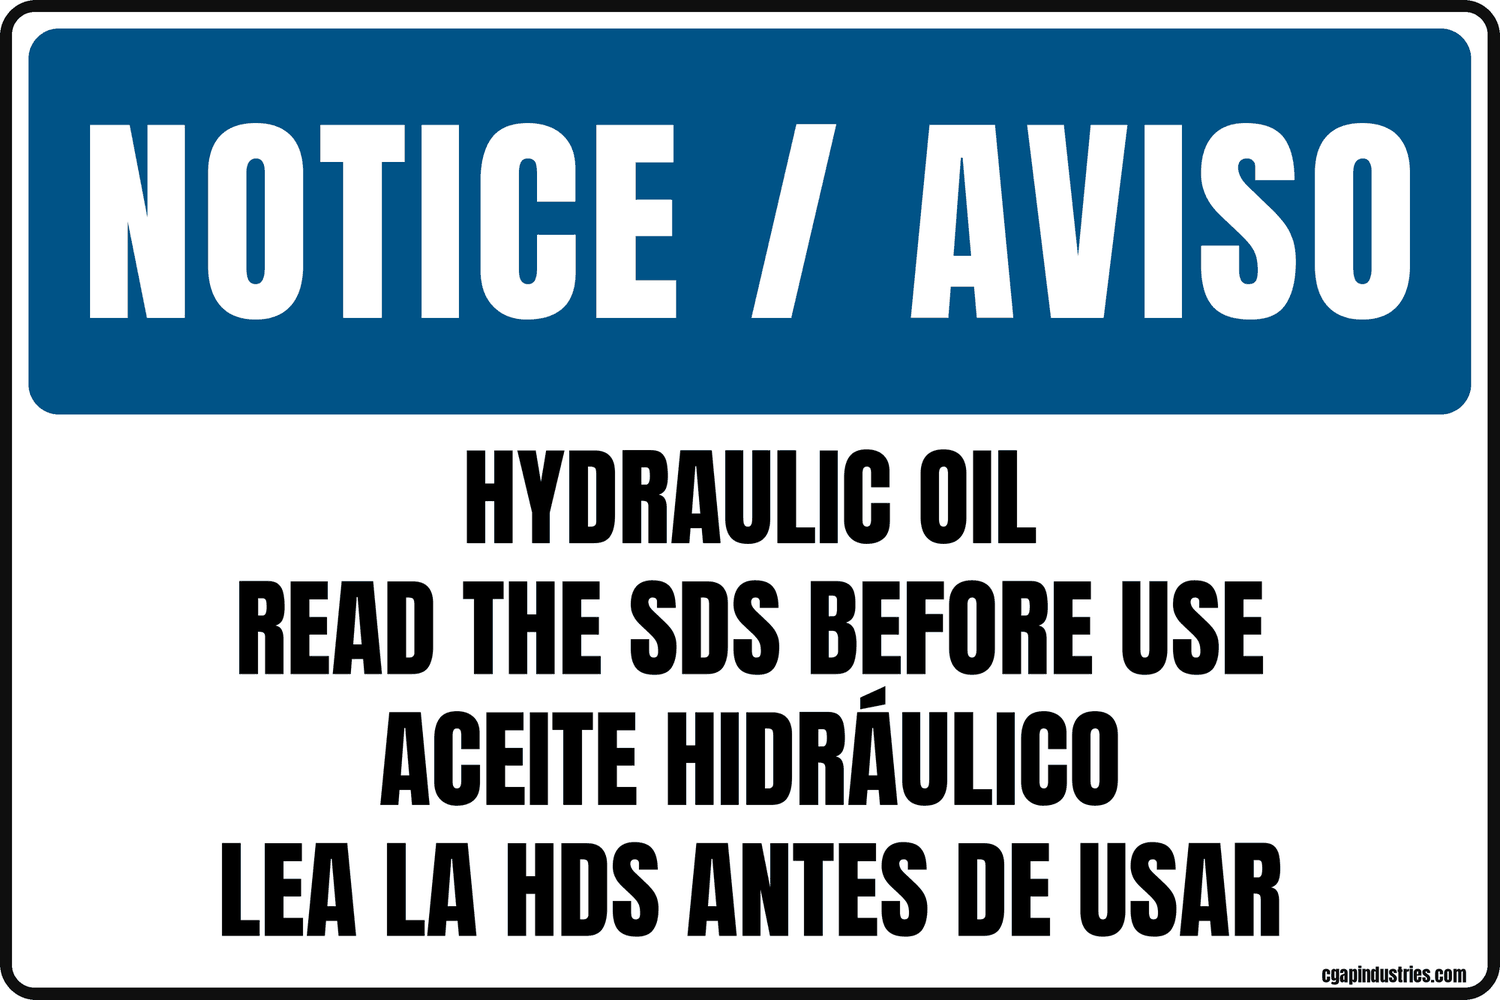 NOTICE / AVISO
HYDRAULIC OIL
READ THE SDS BEFORE USE
ACEITE HIDRÁULICO
LEA LA HDS ANTES DE USAR
cgapindustries.com